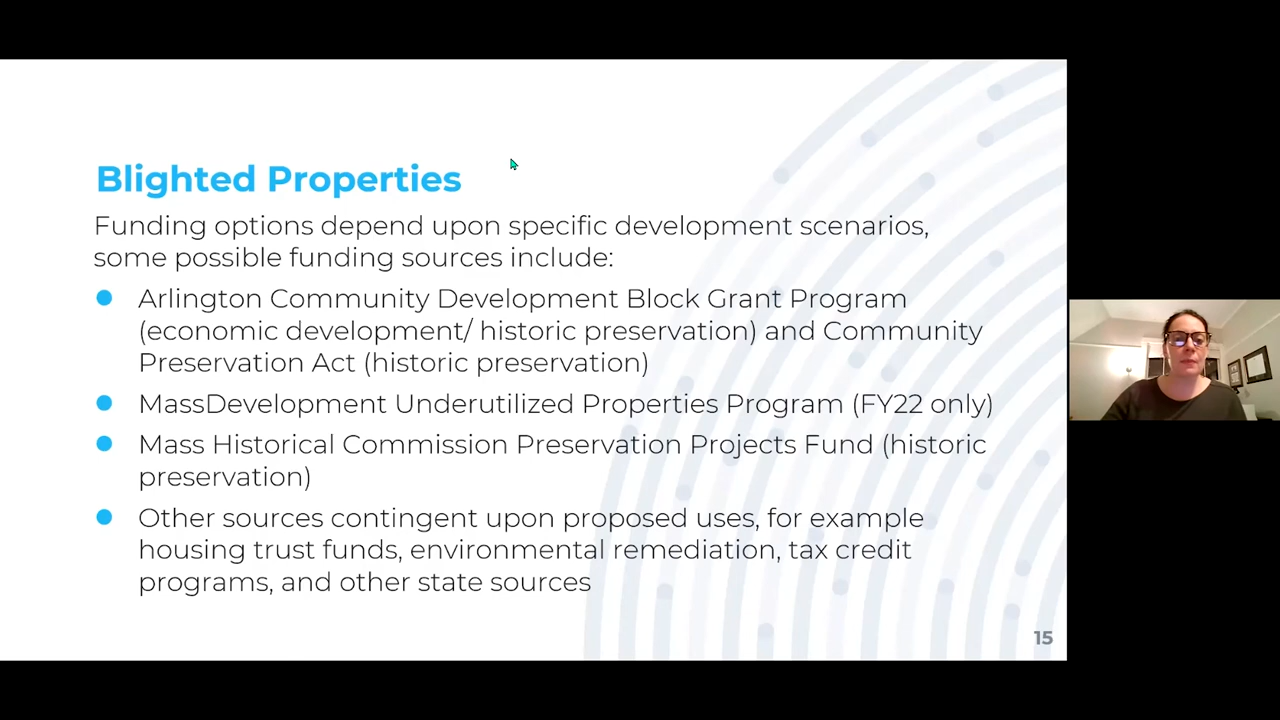 Blighted Properties
Funding options depend upon specific development scenarios,
some possible funding sources include:
Arlington Community Development Block Grant Program
(economic development/ historic preservation) and Community
Preservation Act (historic preservation)
MassDevelopment Underutilized Properties Program (FY22 only)
Mass Historical Commission Preservation Projects Fund (historic
preservation)
Other sources contingent upon proposed uses, for example
housing trust funds, environmental remediation, tax credit
programs, and other state sources
15